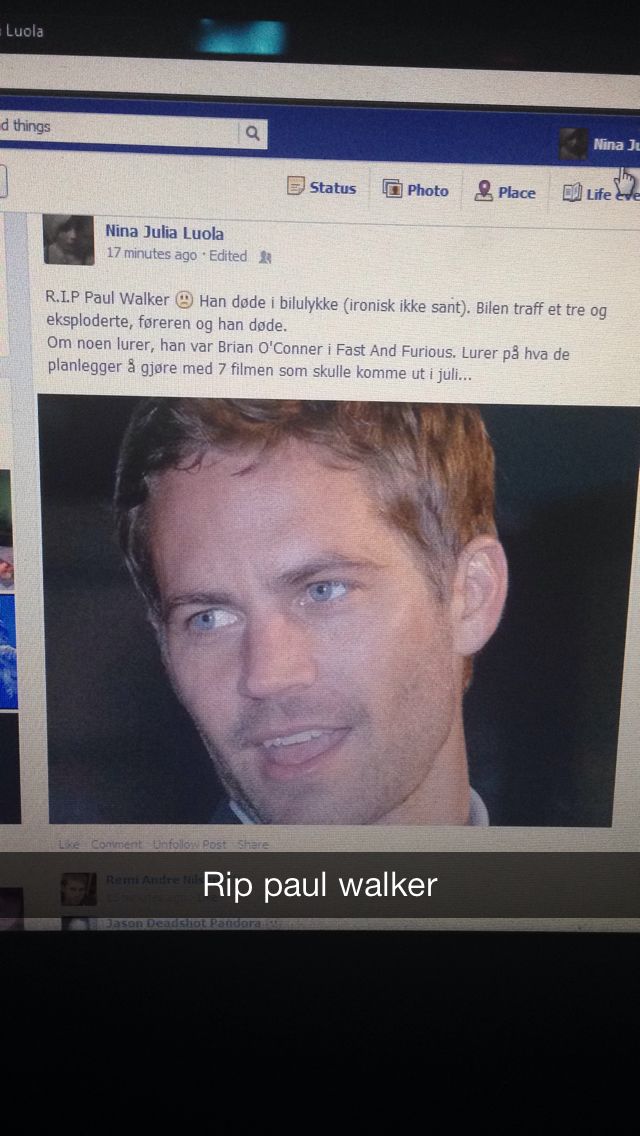 Luola
d things
Nina Ju
Status Photo Place Life eve
Nina Julia Luola
17 minutes ago · Edited
R.I.P Paul Walker Han døde i bilulykke (ironisk ikke sant). Bilen traff et tre og
eksploderte, føreren og han døde.
Om noen lurer, han var Brian O'Conner i Fast And Furious. Lurer på hva de
planlegger å gjøre med 7 filmen som skulle komme ut i juli...
Like · Comment · Unfollow Post · Share
Remi Andre
Rip paul walker
Jason Deadshot Pandora